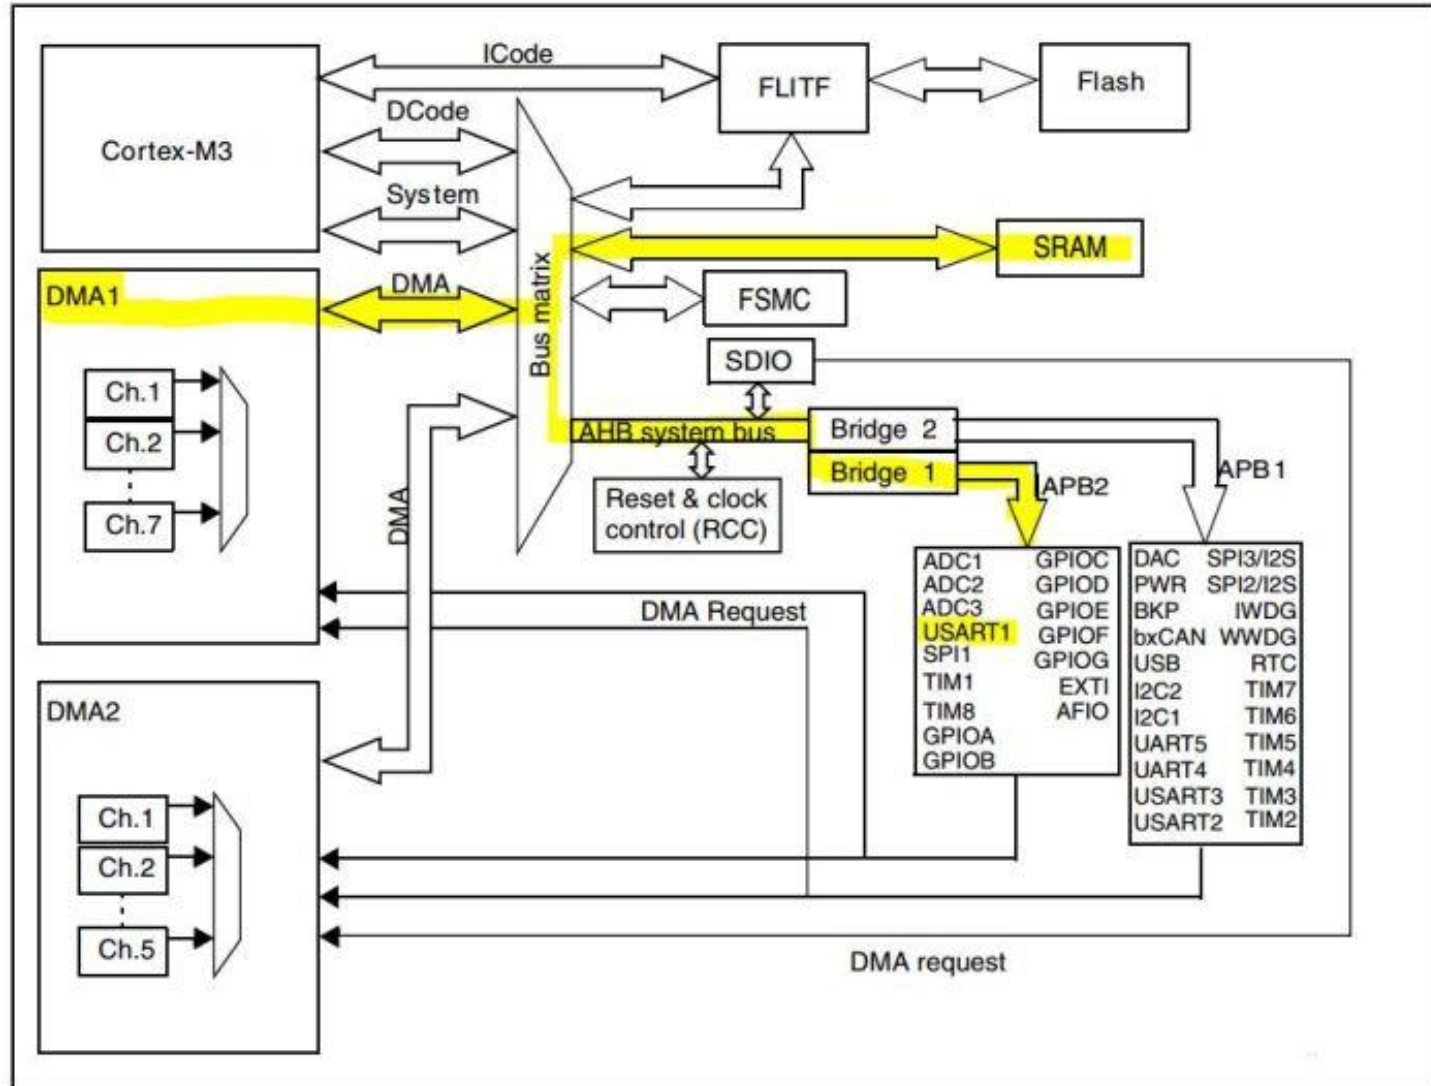 ICode
FLITF
Flash
DCode
Cortex-M3
System
SRAM
DMA1
DMA
Bus matrix
FSMC
SDIO
Ch.1
Ch.2
Ch.7
AHB system bus
Bridge 2
Bridge 1
APB2
APB1
Reset & clock
control (RCC)
DMA
DMA Request
ADC1 GPIOC
ADC2 GPIOD
ADC3 GPIOE
USART1 GPIOF
SPI1 GPIOG
TIM1 EXTI
TIM8 AFIO
GPIOA
GPIOB
DAC SPI3/I2S
PWR SPI2/I2S
BKP IWDG
bxCAN WWDG
USB RTC
I2C2 TIM7
I2C1 TIM6
UART5 TIM5
UART4 TIM4
USART3 TIM3
USART2 TIM2
DMA2
Ch.1
Ch.2
Ch.5
DMA request